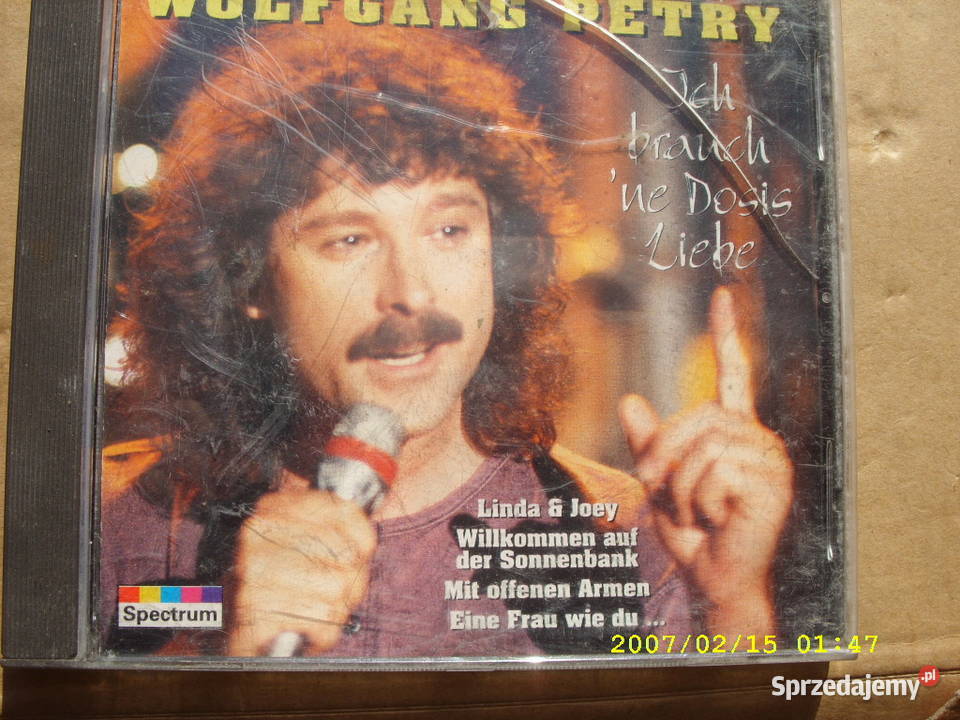 WOLFGANG PETRY
Ich
brauch
'ne Dosis
Liebe
Linda & Joey
Willkommen auf
der Sonnenbank
Mit offenen Armen
Eine Frau wie du ...
Spectrum
2007/02/15 01:47
Sprzedajemy.pl